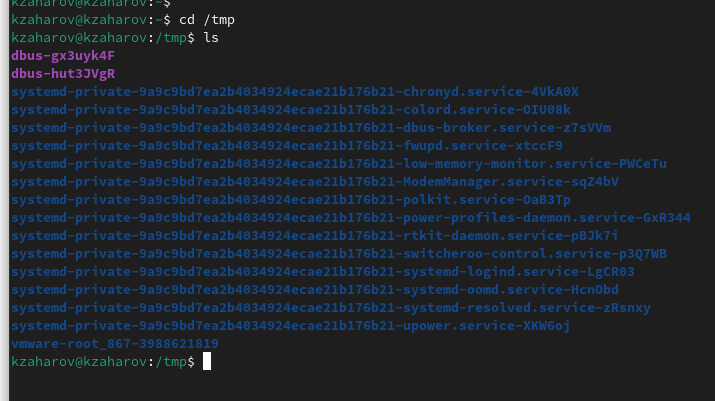 kzaharov@kzaharov:~$
kzaharov@kzaharov:~$ cd /tmp
kzaharov@kzaharov:/tmp$ ls
dbus-gx3uyk4F
dbus-hut3JVgR
systemd-private-9a9c9bd7ea2b4034924ecae21b176b21-chronyd.service-4VkA0X
systemd-private-9a9c9bd7ea2b4034924ecae21b176b21-colord.service-OIU08k
systemd-private-9a9c9bd7ea2b4034924ecae21b176b21-dbus-broker.service-z7sVVm
systemd-private-9a9c9bd7ea2b4034924ecae21b176b21-fwupd.service-xtccF9
systemd-private-9a9c9bd7ea2b4034924ecae21b176b21-low-memory-monitor.service-PWCeTu
systemd-private-9a9c9bd7ea2b4034924ecae21b176b21-ModemManager.service-sqZ4bV
systemd-private-9a9c9bd7ea2b4034924ecae21b176b21-polkit.service-OaB3Tp
systemd-private-9a9c9bd7ea2b4034924ecae21b176b21-power-profiles-daemon.service-GxR344
systemd-private-9a9c9bd7ea2b4034924ecae21b176b21-rtkit-daemon.service-pBJk7i
systemd-private-9a9c9bd7ea2b4034924ecae21b176b21-switcheroo-control.service-p3Q7WB
systemd-private-9a9c9bd7ea2b4034924ecae21b176b21-systemd-logind.service-LgCR03
systemd-private-9a9c9bd7ea2b4034924ecae21b176b21-systemd-oomd.service-HcnObd
systemd-private-9a9c9bd7ea2b4034924ecae21b176b21-systemd-resolved.service-zRsnxy
systemd-private-9a9c9bd7ea2b4034924ecae21b176b21-upower.service-XKW6oj
vmware-root_867-3988621819
kzaharov@kzaharov:/tmp$